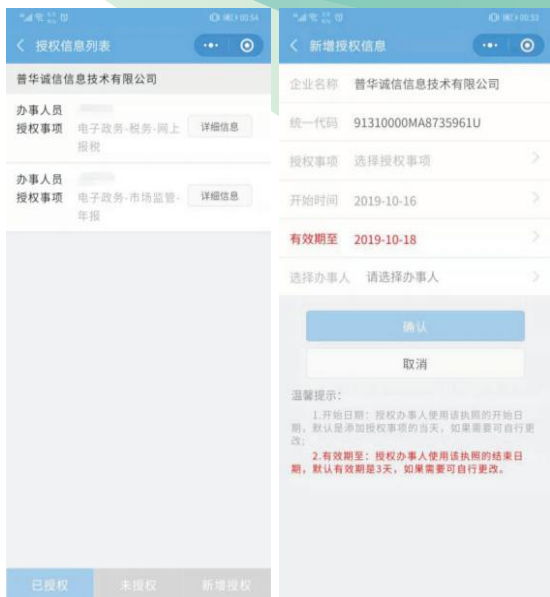 00:54
授权信息列表
普华诚信信息技术有限公司
办事人员
授权事项 电子政务-税务-网上报税 详细信息
办事人员
授权事项 电子政务-市场监管-年报 详细信息
已授权 未授权 新增授权
00:53
新增授权信息
企业名称 普华诚信信息技术有限公司
统一代码 91310000MA8735961U
授权事项 选择授权事项
开始时间 2019-10-16
有效期至 2019-10-18
选择办事人 请选择办事人
确认
取消
温馨提示：
1.开始日期：授权办事人使用该执照的开始日
期，默认是添加授权事项的当天，如果需要可自行更
改；
2.有效期至：授权办事人使用该执照的结束日
期，默认有效期是3天，如果需要可自行更改。